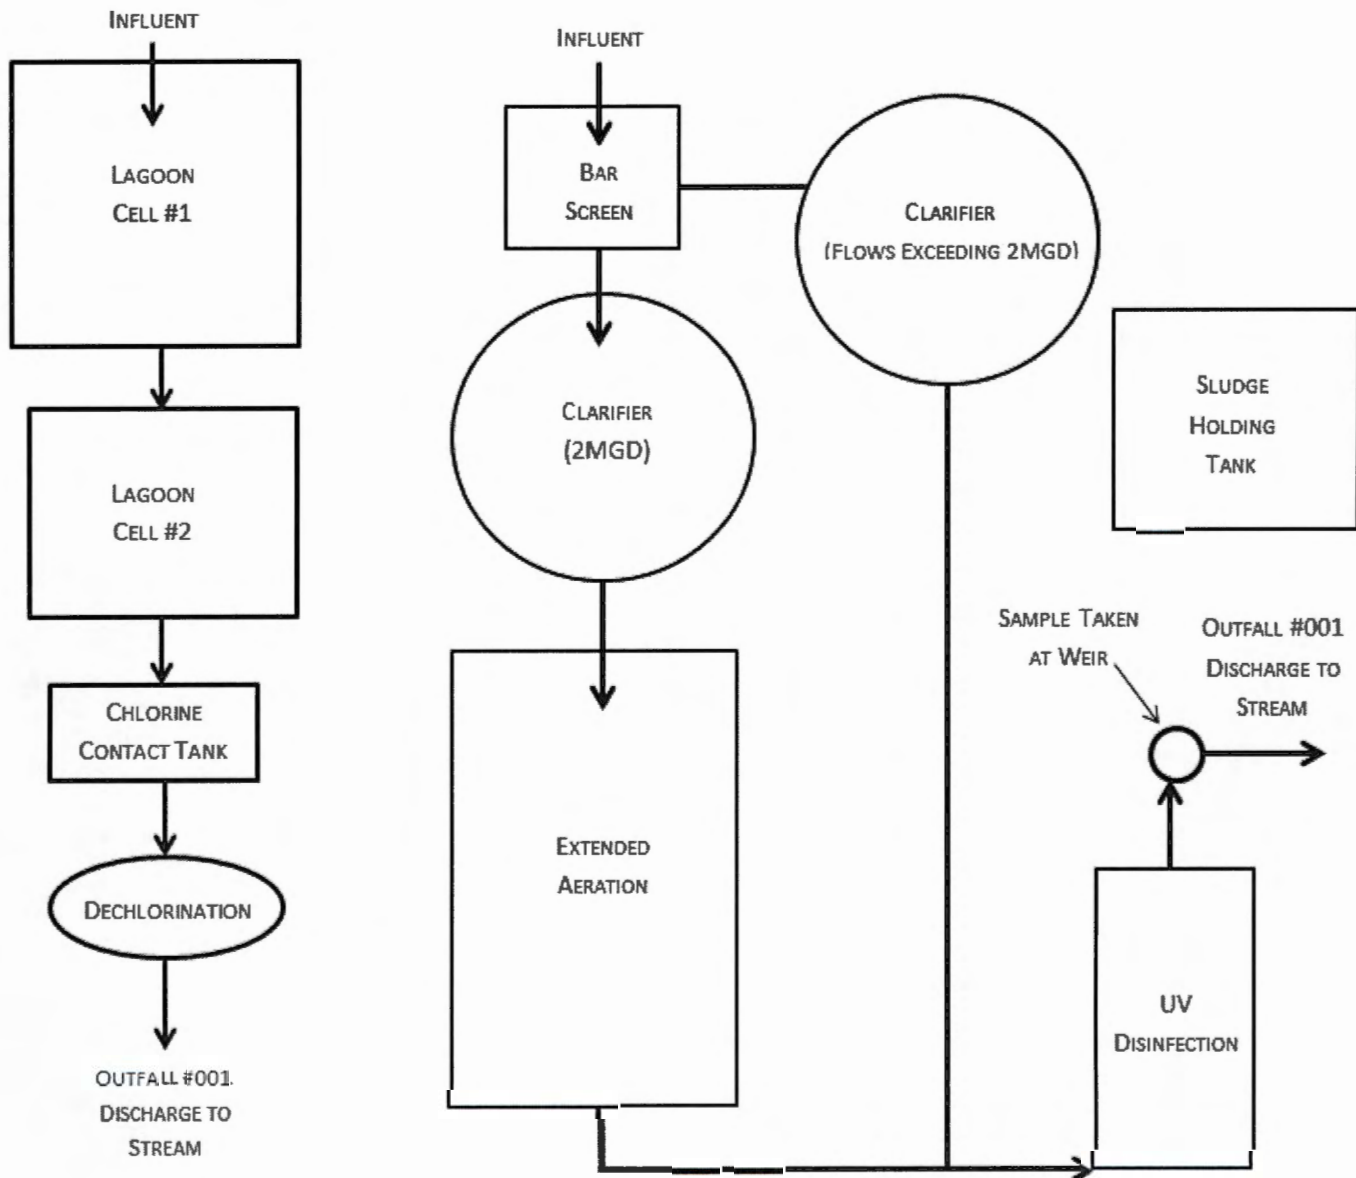 INFLUENT
LAGOON
CELL #1
LAGOON
CELL #2
CHLORINE
CONTACT TANK
DECHLORINATION
OUTFALL #001.
DISCHARGE TO
STREAM
INFLUENT
BAR
SCREEN
CLARIFIER
(FLOWS EXCEEDING 2MGD)
CLARIFIER
(2MGD)
EXTENDED
AERATION
SLUDGE
HOLDING
TANK
SAMPLE TAKEN
AT WEIR
OUTFALL #001
DISCHARGE TO
STREAM
UV
DISINFECTION